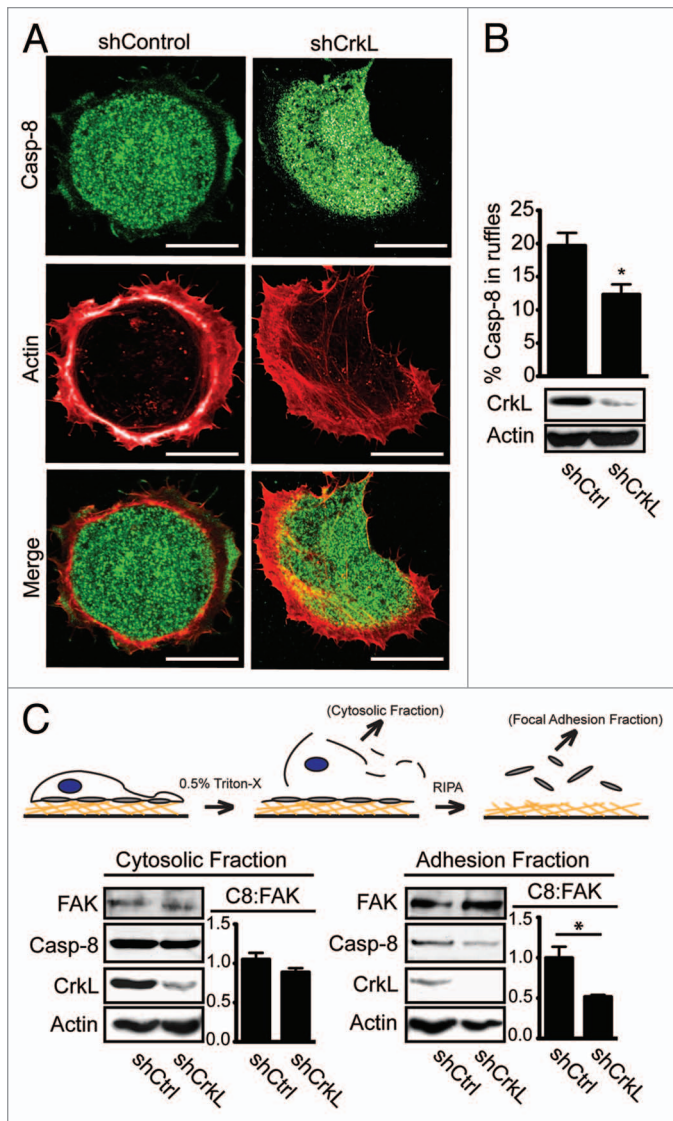 A
shControl
shCrkL
Casp-8
Actin
Merge
B
% Casp-8 in ruffles
25
20
15
10
5
0
*
CrkL
Actin
shCtrl
shCrkL
C
0.5% Triton-X
(Cytosolic Fraction)
RIPA
(Focal Adhesion Fraction)
Cytosolic Fraction
FAK
Casp-8
CrkL
Actin
shCtrl
shCrkL
C8:FAK
1.5
1.0
0.5
0.0
shCtrl
shCrkL
Adhesion Fraction
FAK
Casp-8
CrkL
Actin
shCtrl
shCrkL
C8:FAK
1.5
1.0
0.5
0.0
*
shCtrl
shCrkL